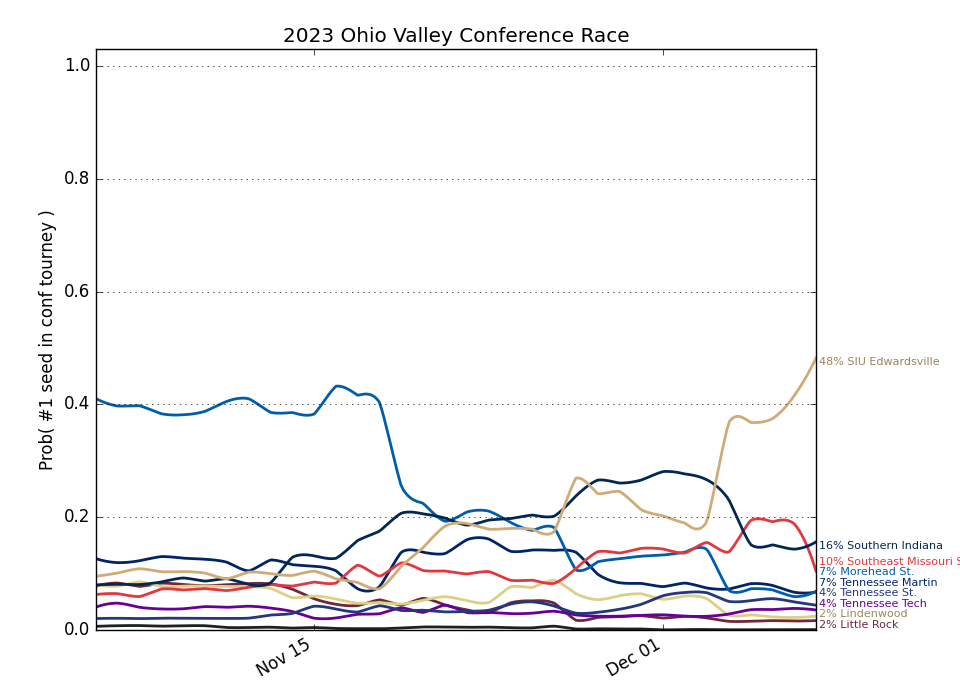 2023 Ohio Valley Conference Race
Prob( #1 seed in conf tourney )
1.0
0.8
0.6
0.4
0.2
0.0
Nov 15
Dec 01
48% SIU Edwardsville
16% Southern Indiana
10% Southeast Missouri S
7% Morehead St.
7% Tennessee Martin
4% Tennessee St.
4% Tennessee Tech
2% Lindenwood
2% Little Rock